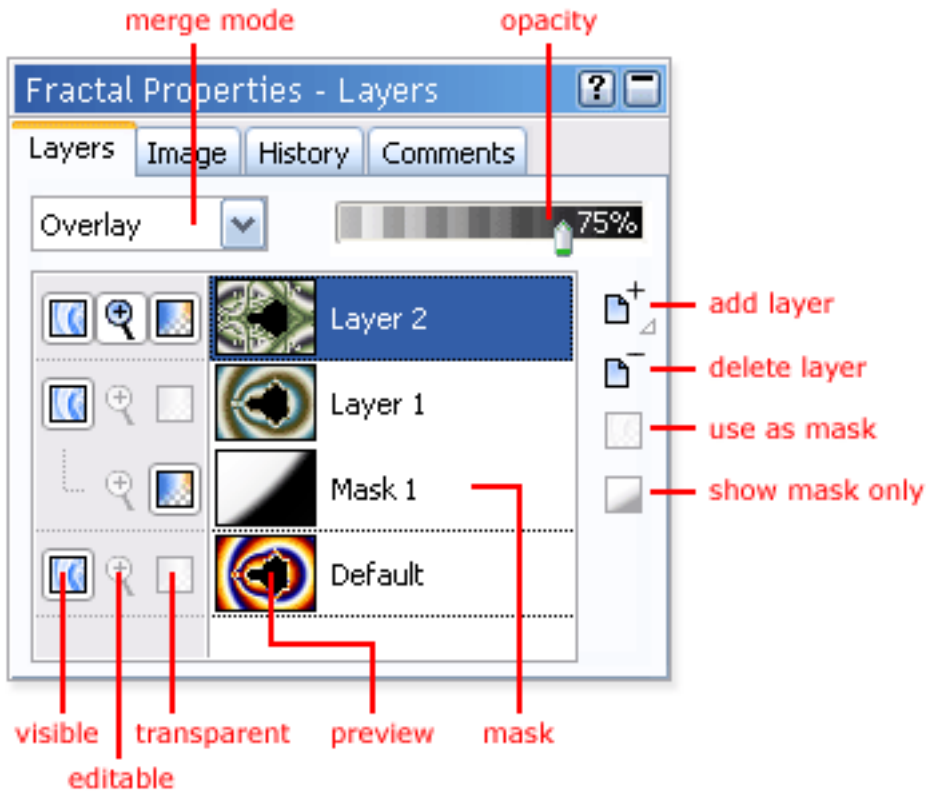 merge mode
opacity
Fractal Properties - Layers
?
Layers
Image
History
Comments
Overlay
75%
Layer 2
add layer
delete layer
Layer 1
use as mask
Mask 1
show mask only
Default
visible
transparent
preview
mask
editable